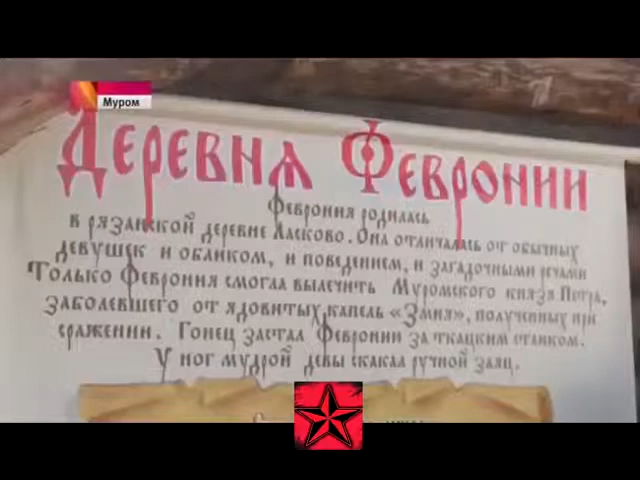 Муром
Деревня Февронии
Феврония родилась
в рязанской деревне Ласково. Она отличалась от обычных
девушек и обликом, и поведением, и загадочными речами
Только Феврония смогла вылечить Муромского князя Петра,
заболевшего от ядовитых капель «Змия», полученных при
сражении. Гонец застал Февронии за ткацким станком.
У ног мудрой девы скакал ручной заяц.